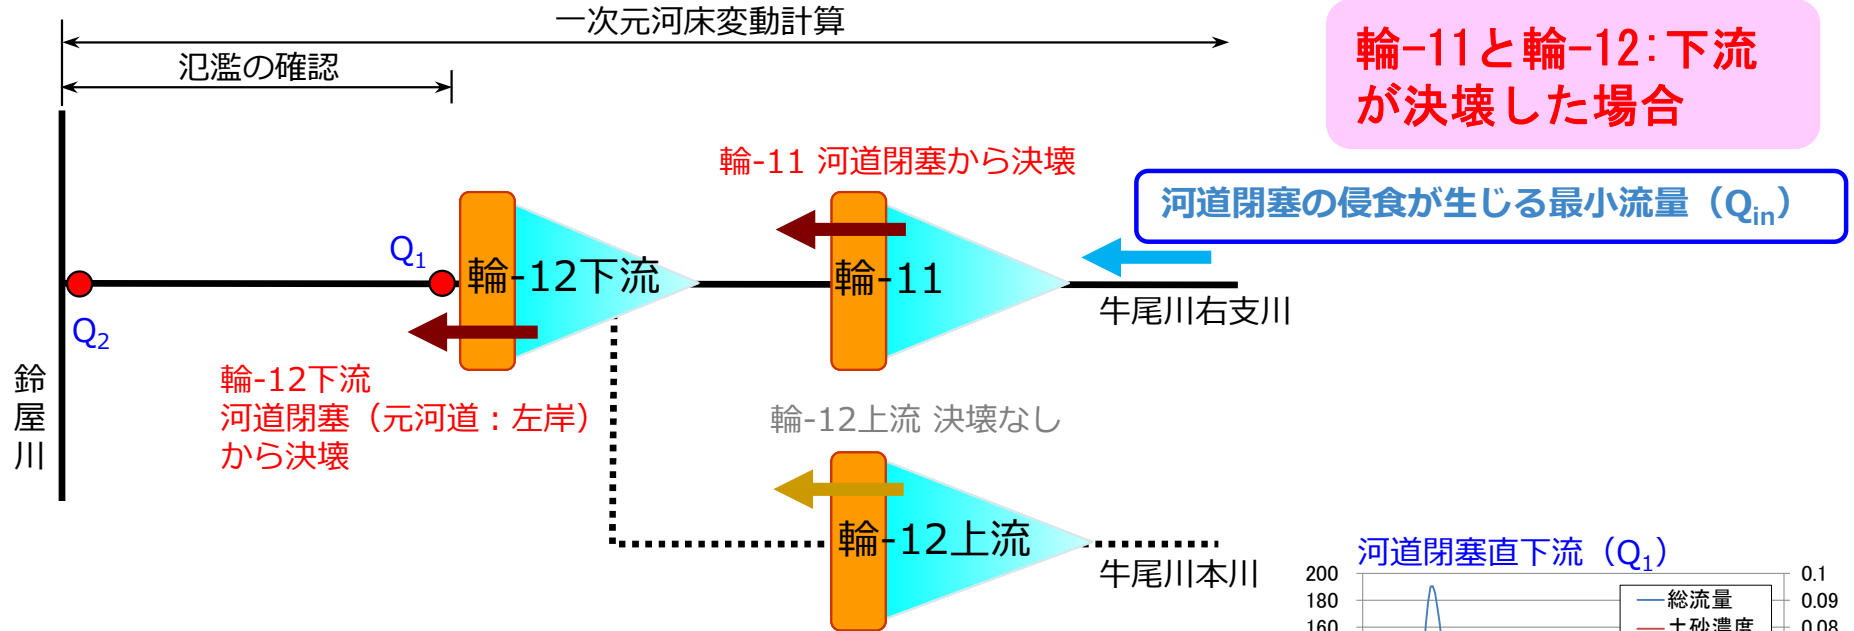 一次元河床変動計算
氾濫の確認
輪-11と輪-12:下流
が決壊した場合
輪-11 河道閉塞から決壊
河道閉塞の侵食が生じる最小流量（Qin）
Q1
輪-12下流
輪-11
牛尾川右支川
Q2
鈴屋川
輪-12下流
河道閉塞（元河道：左岸）
から決壊
輪-12上流 決壊なし
輪-12上流
牛尾川本川
河道閉塞直下流（Q1）
200
0.1
総流量
180
0.09
土砂濃度
160
0.08